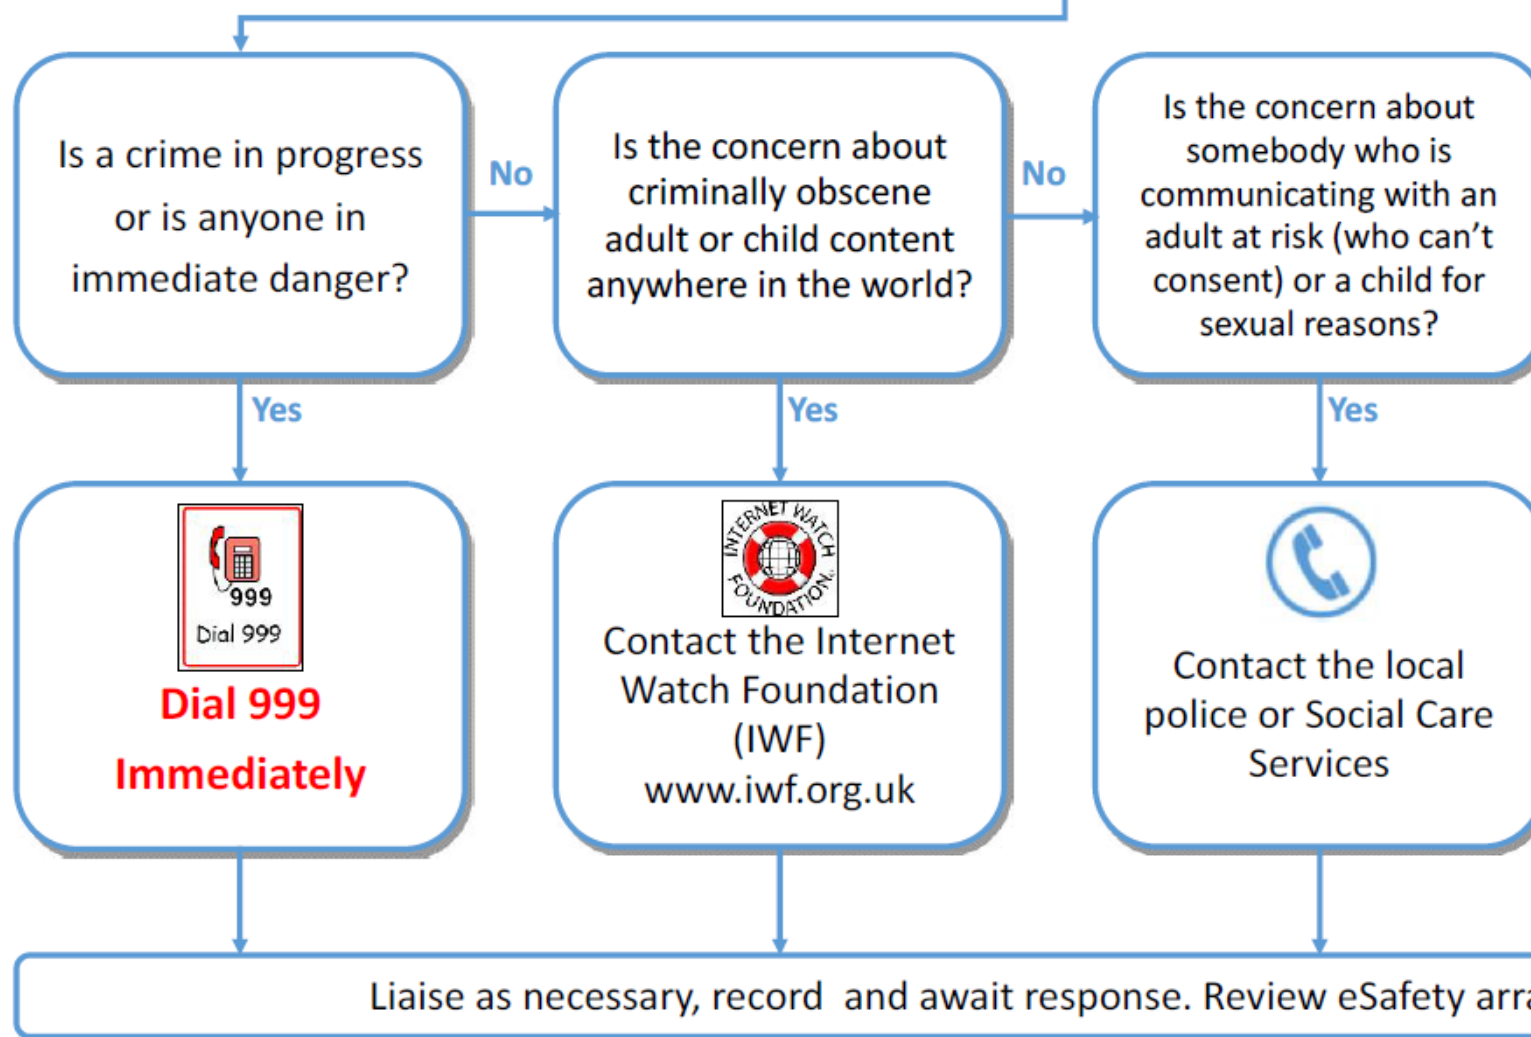 Is a crime in progress
or is anyone in
immediate danger?
No
Is the concern about
criminally obscene
adult or child content
anywhere in the world?
No
Is the concern about
somebody who is
communicating with an
adult at risk (who can't
consent) or a child for
sexual reasons?
Yes
Yes
Yes
999
Dial 999
Dial 999
Immediately
INTERNET WATCH
FOUNDATION
Contact the Internet
Watch Foundation
(IWF)
www.iwf.org.uk
Contact the local
police or Social Care
Services
Liaise as necessary, record and await response. Review eSafety